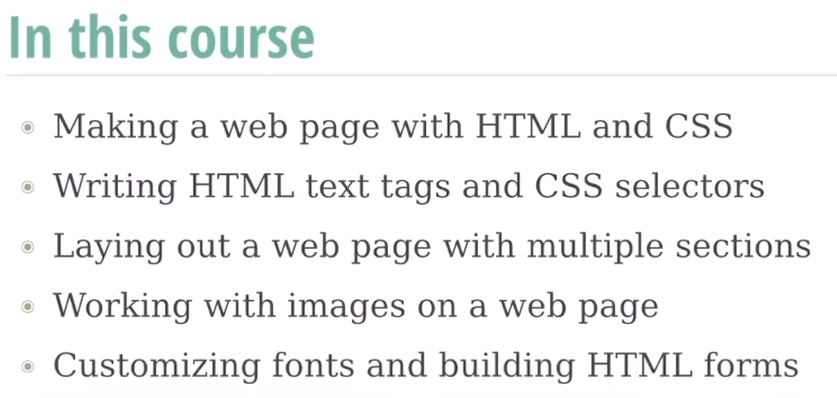 In this course
Making a web page with HTML and CSS
Writing HTML text tags and CSS selectors
Laying out a web page with multiple sections
Working with images on a web page
Customizing fonts and building HTML forms